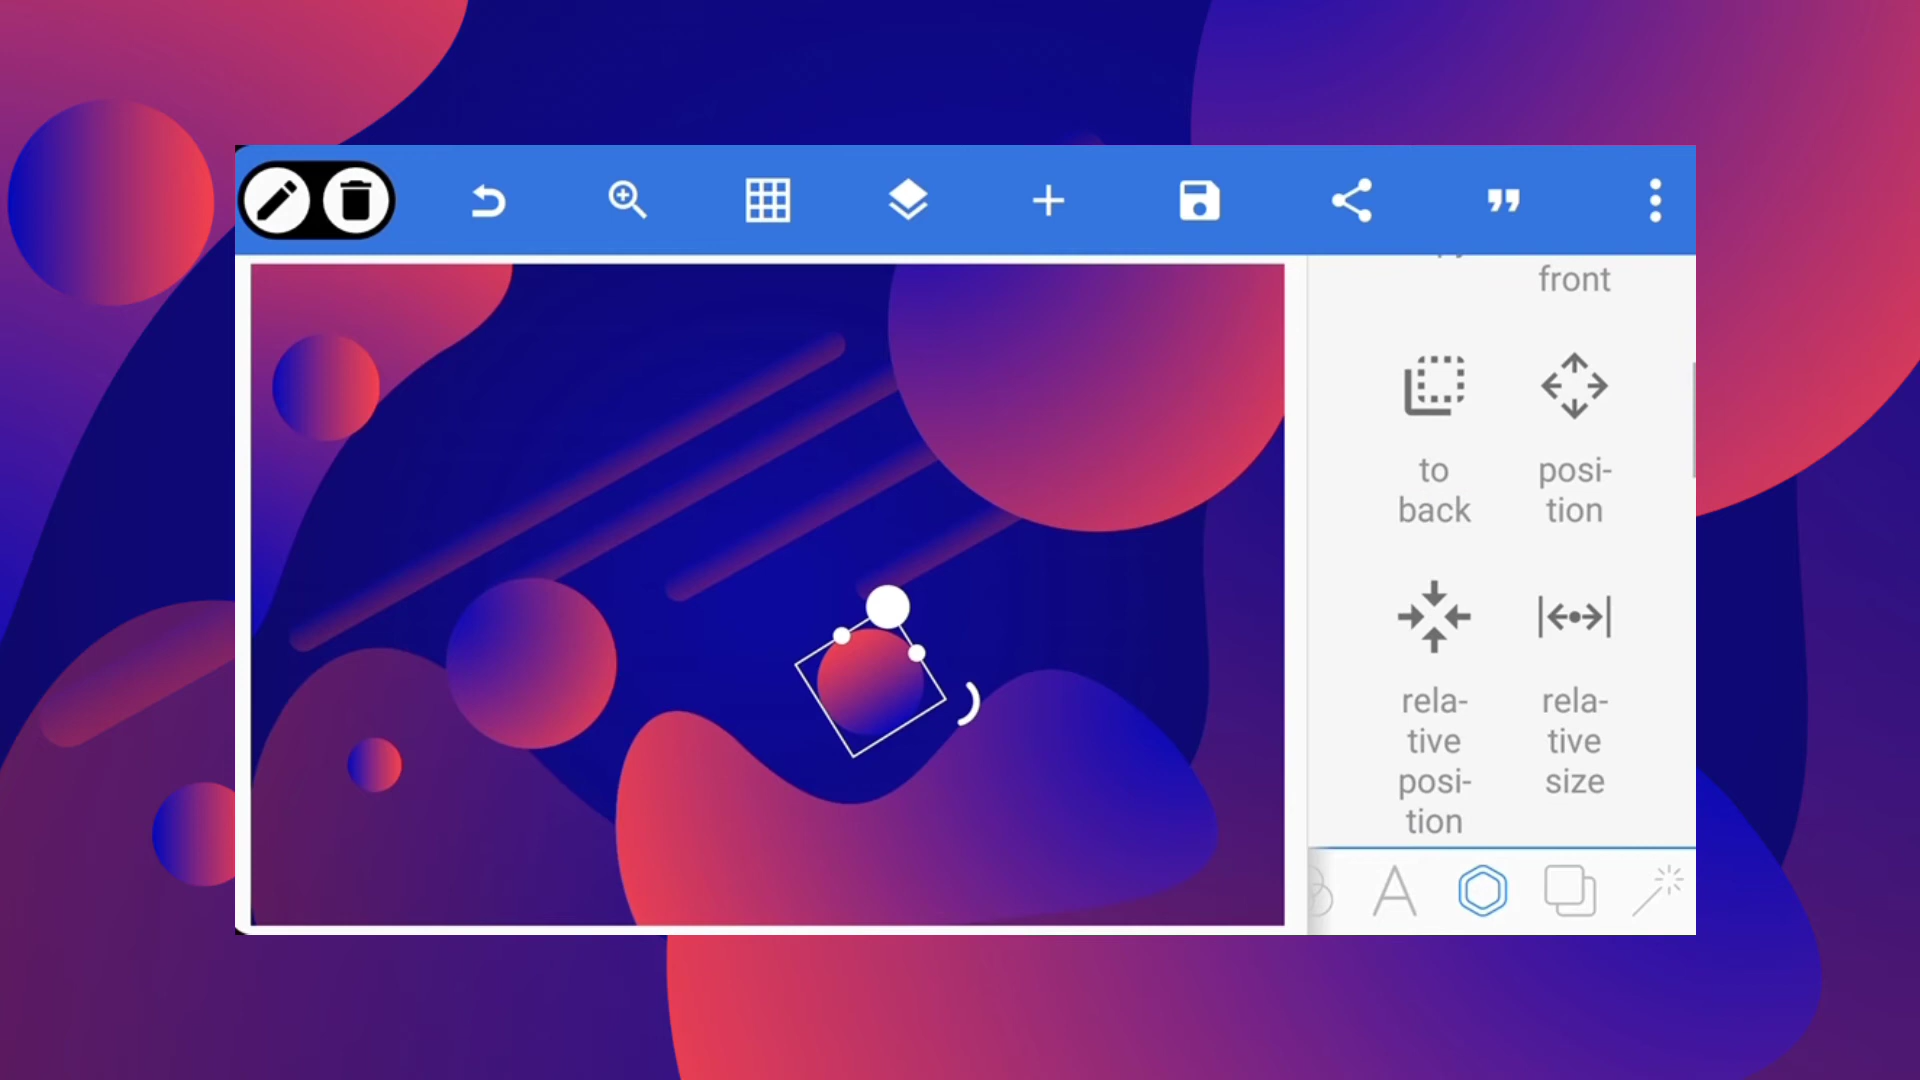 front
to
back
posi-
tion
rela-
tive
posi-
tion
rela-
tive
size